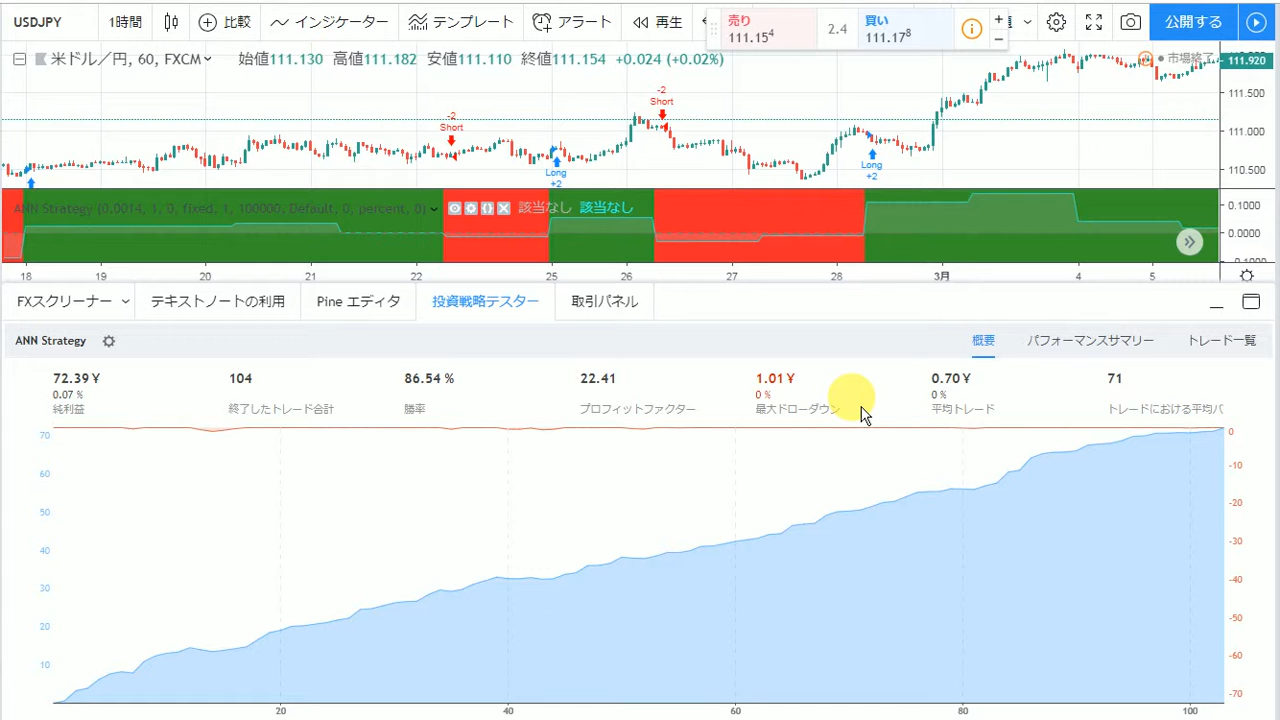 USDJPY 1時間 比較 インジケーター テンプレート アラート 再生 公開する
売り 111.15⁴ 2.4 買い 111.17⁸
米ドル／円, 60, FXCM 始値111.130 高値111.182 安値111.110 終値111.154 +0.024 (+0.02%) 市場終了
111.920
111.500
111.000
110.500
-2
Short
-2
Short
Long
+2
Long
+2
ANN Strategy (0.0014, 1, 0, fixed, 1, 100000, Default, 0, percent, 0) 該当なし 該当なし
0.1000
0.0000
-0.1000
18 19 20 21 22 25 26 27 28 3月 4 5
FXスクリーナー テキストノートの利用 Pine エディタ 投資戦略テスター 取引パネル
ANN Strategy 概要 パフォーマンスサマリー トレード一覧
72.39 ¥ 104 86.54 % 22.41 1.01 ¥ 0.70 ¥ 71
0.07 % 0 % 0 %
純利益 終了したトレード合計 勝率 プロフィットファクター 最大ドローダウン 平均トレード トレードにおける平均バ
70 0
60 -10
50 -20
40 -30
30 -40
20 -50
10 -60
-70
20 40 60 80 100